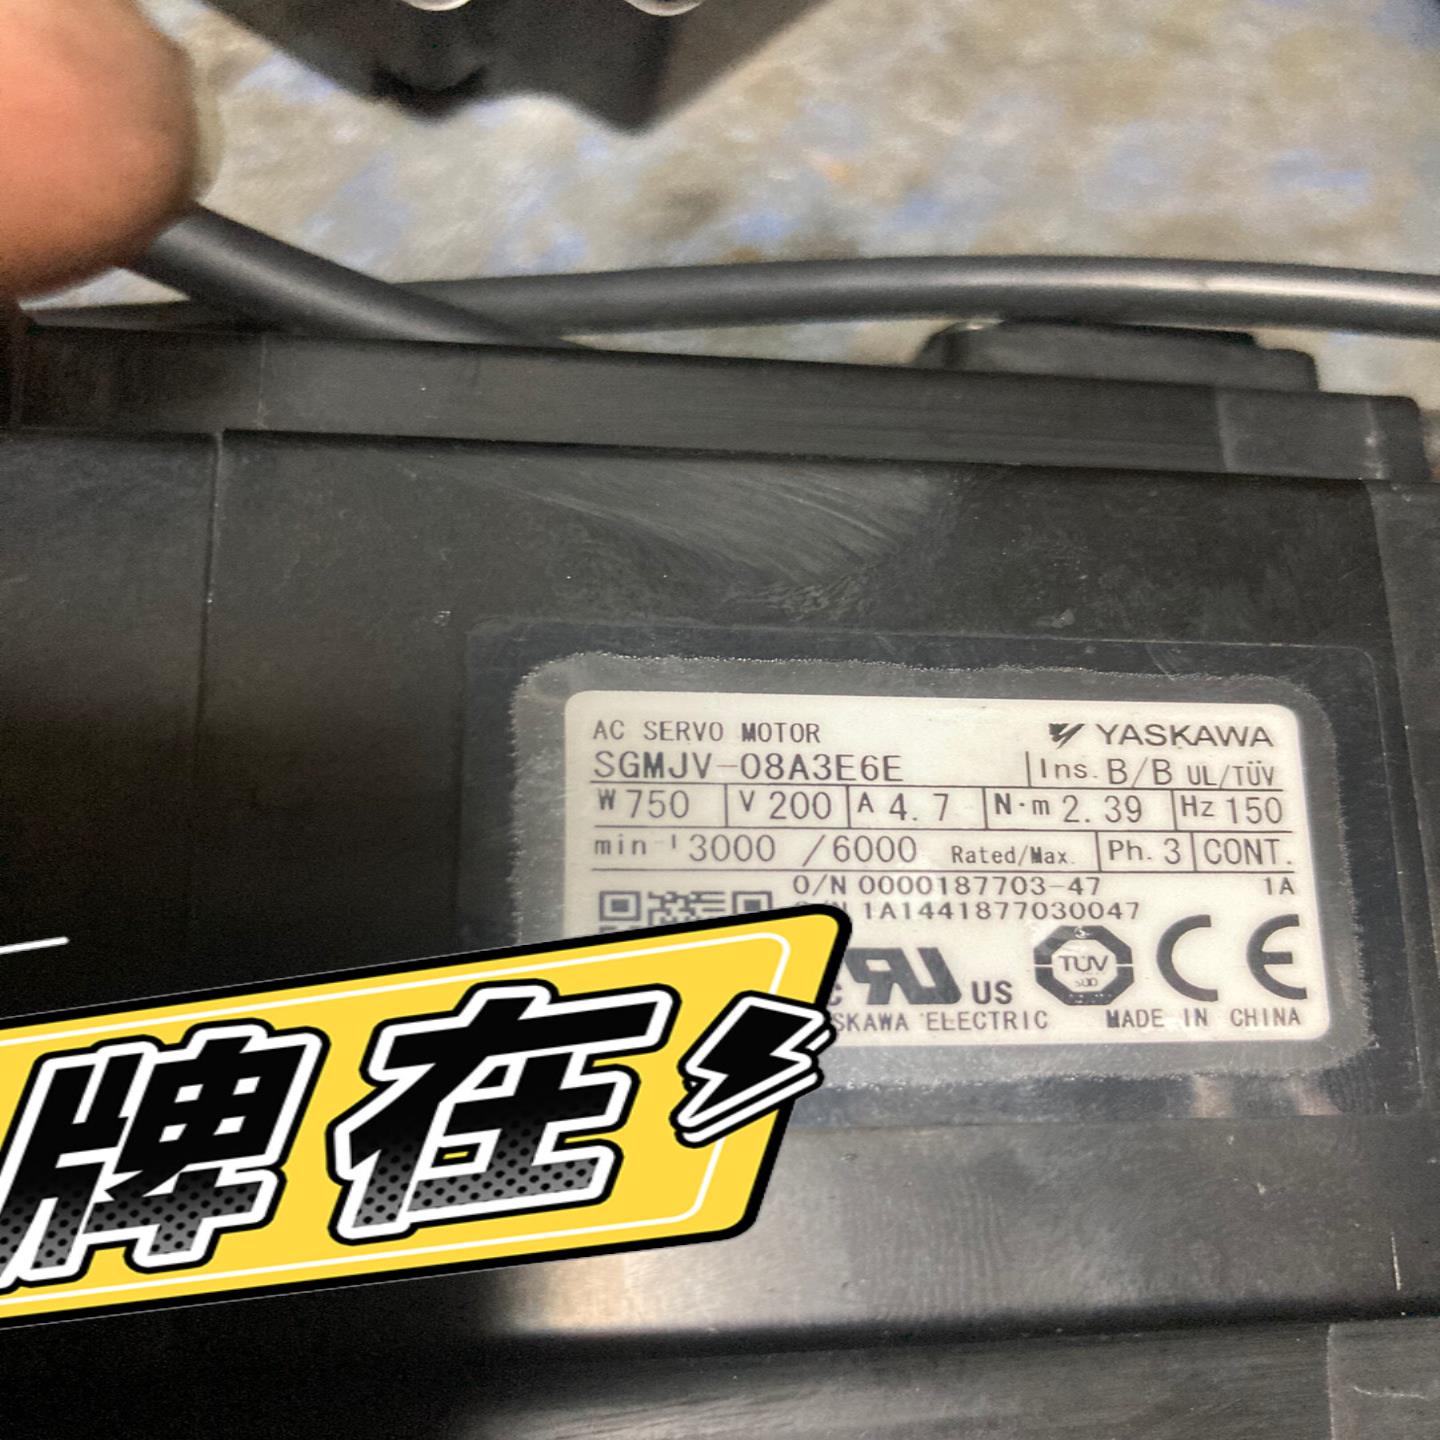 AC SERVO MOTOR YASKAWA
SGMJV-08A3E6E Ins. B/B UL/TÜV
W 750 V 200 A 4.7 N·m 2.39 Hz 150
min⁻¹ 3000 /6000 Rated/Max. Ph. 3 CONT.
O/N 0000187703-47 1A
/N 1A1441877030047
US TÜV SÜD CE
SKAWA ELECTRIC MADE IN CHINA
牌在